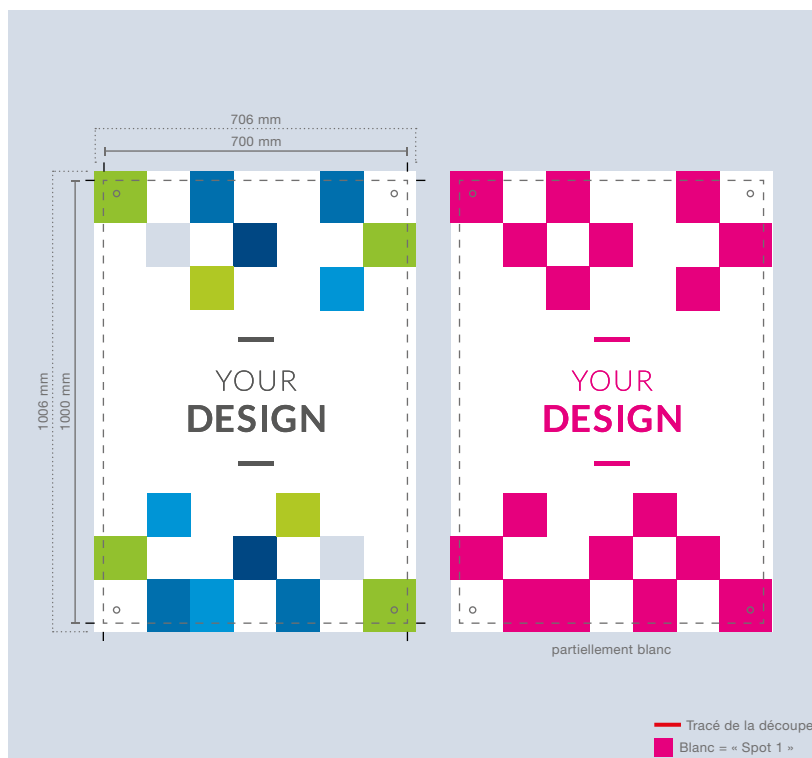 706 mm
700 mm
1006 mm
1000 mm
YOUR
DESIGN
YOUR
DESIGN
partiellement blanc
Tracé de la découpe
Blanc = « Spot 1 »